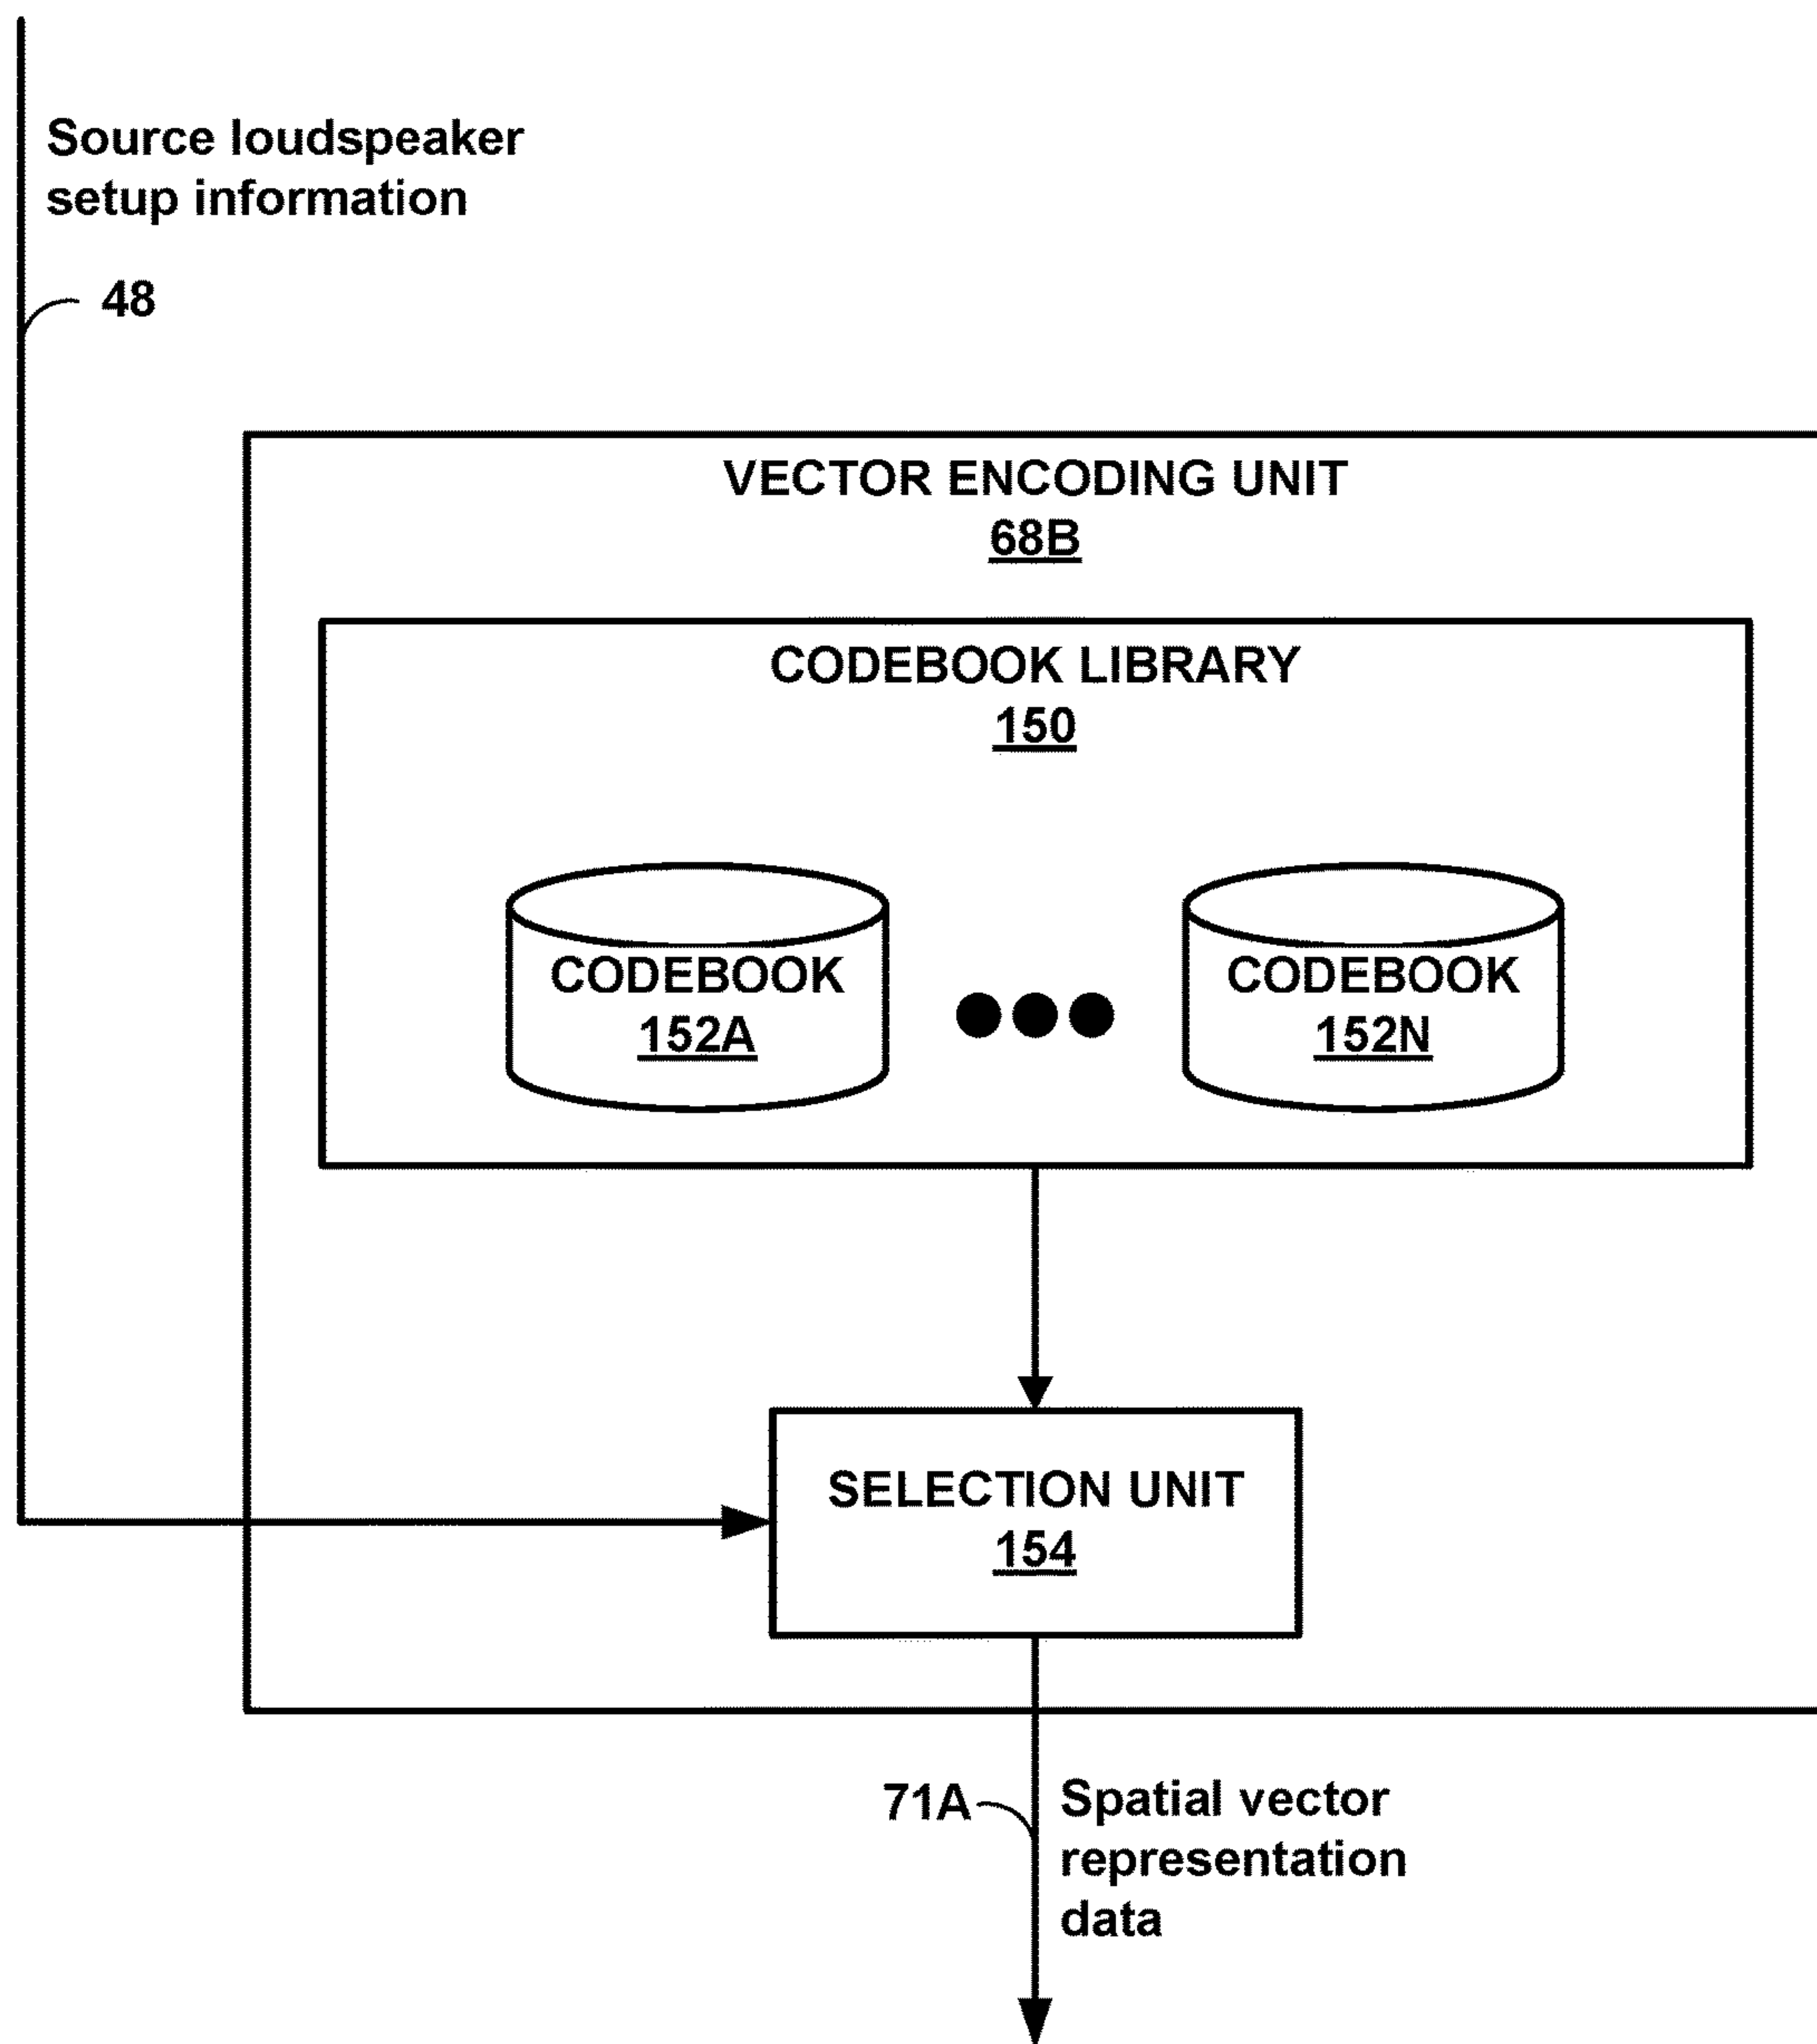 Source loudspeaker
setup information
48
VECTOR ENCODING UNIT
68B
CODEBOOK LIBRARY
150
CODEBOOK
152A
CODEBOOK
152N
SELECTION UNIT
154
71A
Spatial vector
representation
data